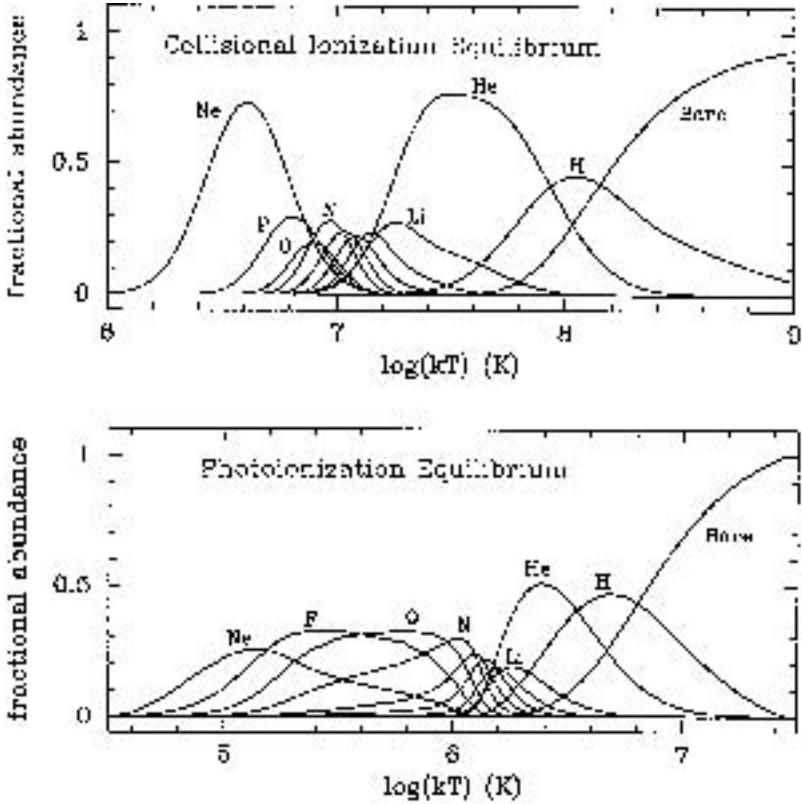 fractional abundance
1
0.5
0
Collisional Ionization Equilibrium
Ne
F
O
N
Li
He
H
Bare
6
7
8
9
log(kT) (K)
fractional abundance
1
0.5
0
Photoionization Equilibrium
Ne
F
O
N
Li
He
H
Bare
5
6
7
log(kT) (K)